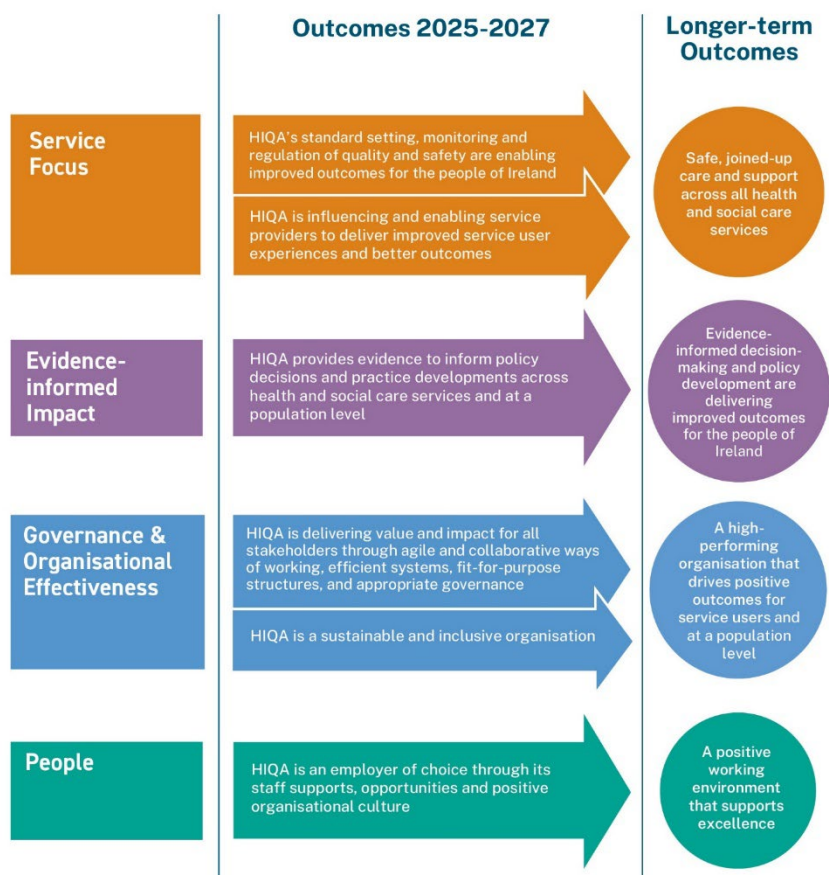 Outcomes 2025-2027
Longer-term
Outcomes
Service
Focus
HIQA's standard setting, monitoring and
regulation of quality and safety are enabling
improved outcomes for the people of Ireland
HIQA is influencing and enabling service
providers to deliver improved service user
experiences and better outcomes
Safe, joined-up
care and support
across all health
and social care
services
Evidence-
informed
Impact
HIQA provides evidence to inform policy
decisions and practice developments across
health and social care services and at a
population level
Evidence-
informed decision-
making and policy
development are
delivering
improved outcomes
for the people of
Ireland
Governance &
Organisational
Effectiveness
HIQA is delivering value and impact for all
stakeholders through agile and collaborative ways
of working, efficient systems, fit-for-purpose
structures, and appropriate governance
HIQA is a sustainable and inclusive organisation
A high-
performing
organisation that
drives positive
outcomes for
service users and
at a population
level
People
HIQA is an employer of choice through its
staff supports, opportunities and positive
organisational culture
A positive
working
environment
that supports
excellence